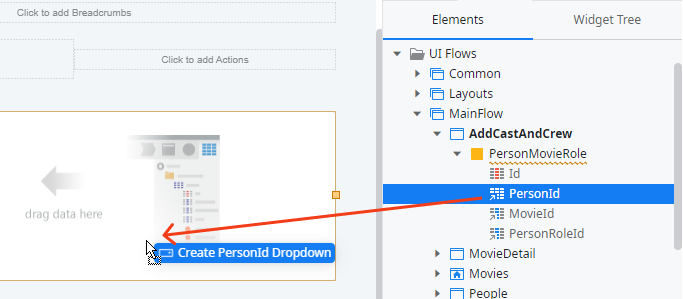 Click to add Breadcrumbs
Click to add Actions
drag data here
Create PersonId Dropdown
Elements
Widget Tree
UI Flows
Common
Layouts
MainFlow
AddCastAndCrew
PersonMovieRole
Id
PersonId
MovieId
PersonRoleId
MovieDetail
Movies
People